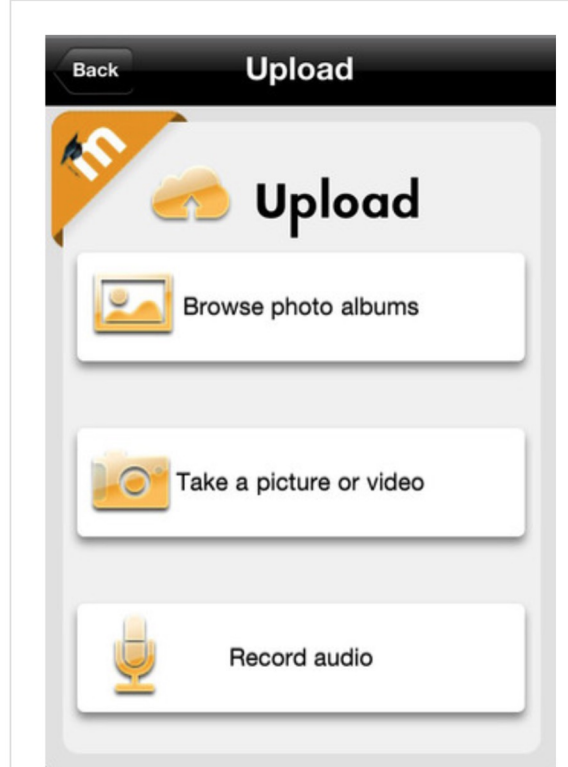 Back
Upload
m
Upload
Browse photo albums
Take a picture or video
Record audio